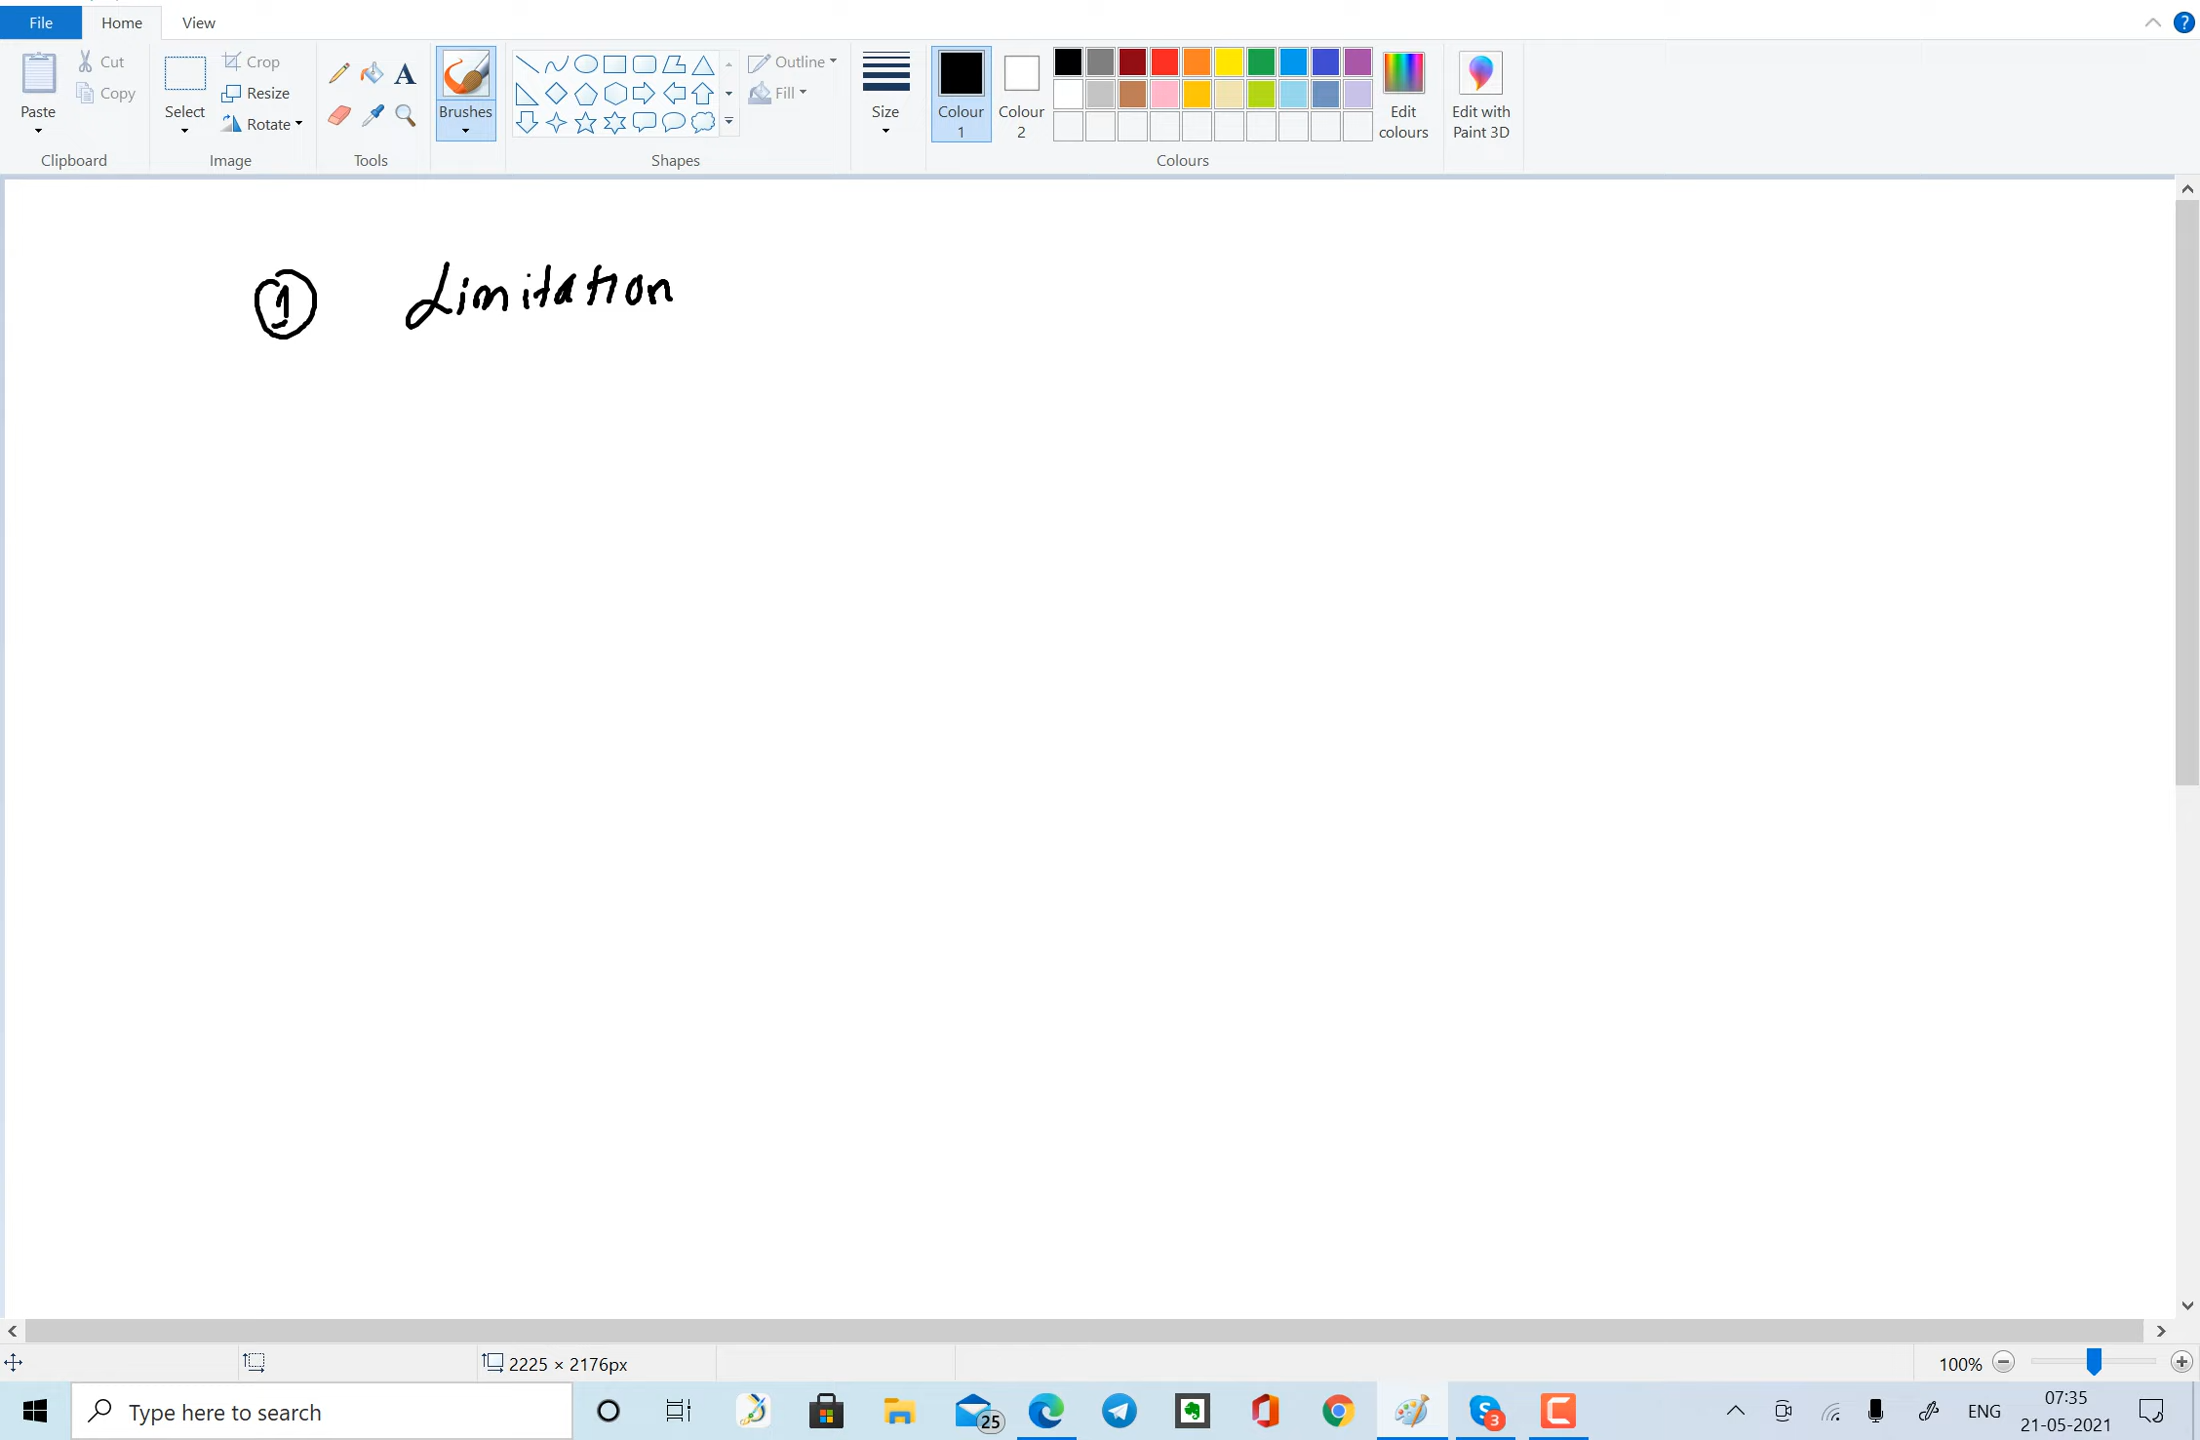 File Home View
Paste Cut Copy Select Crop Resize Rotate Brushes Outline Fill Size Colour 1 Colour 2 Edit colours Edit with Paint 3D
Clipboard Image Tools Shapes Colours
① Limitation
2225 × 2176px 100%
Type here to search 25 3 ENG 07:35
21-05-2021